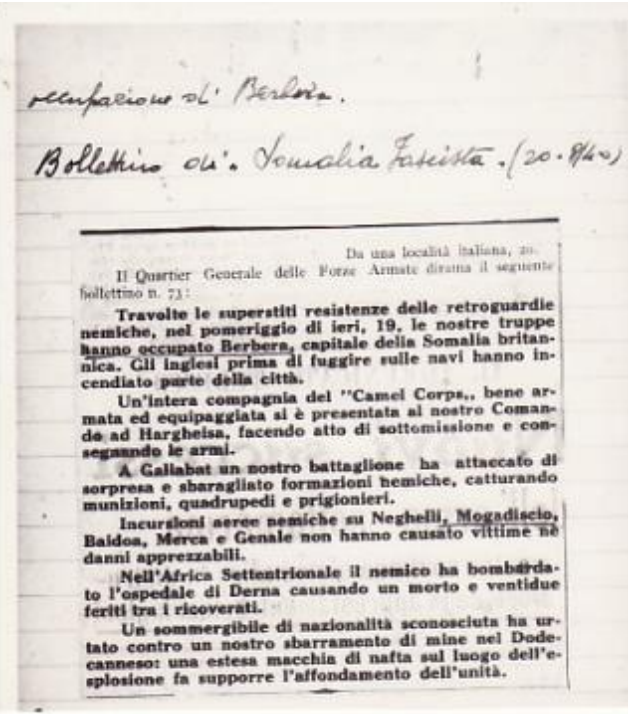 occupazione di Berbera.
Bollettino di. Somalia Fascista. (20.8/40)
Da una località italiana, 20.
Il Quartier Generale delle Forze Armate dirama il seguente
bollettino n. 73:
Travolte le superstiti resistenze delle retroguardie
nemiche, nel pomeriggio di ieri, 19, le nostre truppe
hanno occupato Berbera, capitale della Somalia britan-
nica. Gli inglesi prima di fuggire sulle navi hanno in-
cendiato parte della città.
Un'intera compagnia del "Camel Corps,, bene ar-
mata ed equipaggiata si è presentata al nostro Coman-
do ad Hargheisa, facendo atto di sottomissione e con-
segnando le armi.
A Gallabat un nostro battaglione ha attaccato di
sorpresa e sbaragliato formazioni nemiche, catturando
munizioni, quadrupedi e prigionieri.
Incursioni aeree nemiche su Neghelli, Mogadiscio,
Baidoa, Merca e Genale non hanno causato vittime nè
danni apprezzabili.
Nell'Africa Settentrionale il nemico ha bombarda-
to l'ospedale di Derna causando un morto e ventidue
feriti tra i ricoverati.
Un sommergibile di nazionalità sconosciuta ha ur-
tato contro un nostro sbarramento di mine nel Dode-
canneso: una estesa macchia di nafta sul luogo dell'e-
splosione fa supporre l'affondamento dell'unità.